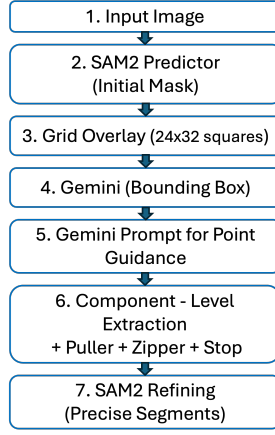 1. Input Image
2. SAM2 Predictor
(Initial Mask)
3. Grid Overlay (24x32 squares)
4. Gemini (Bounding Box)
5. Gemini Prompt for Point
Guidance
6. Component - Level
Extraction
+ Puller + Zipper + Stop
7. SAM2 Refining
(Precise Segments)